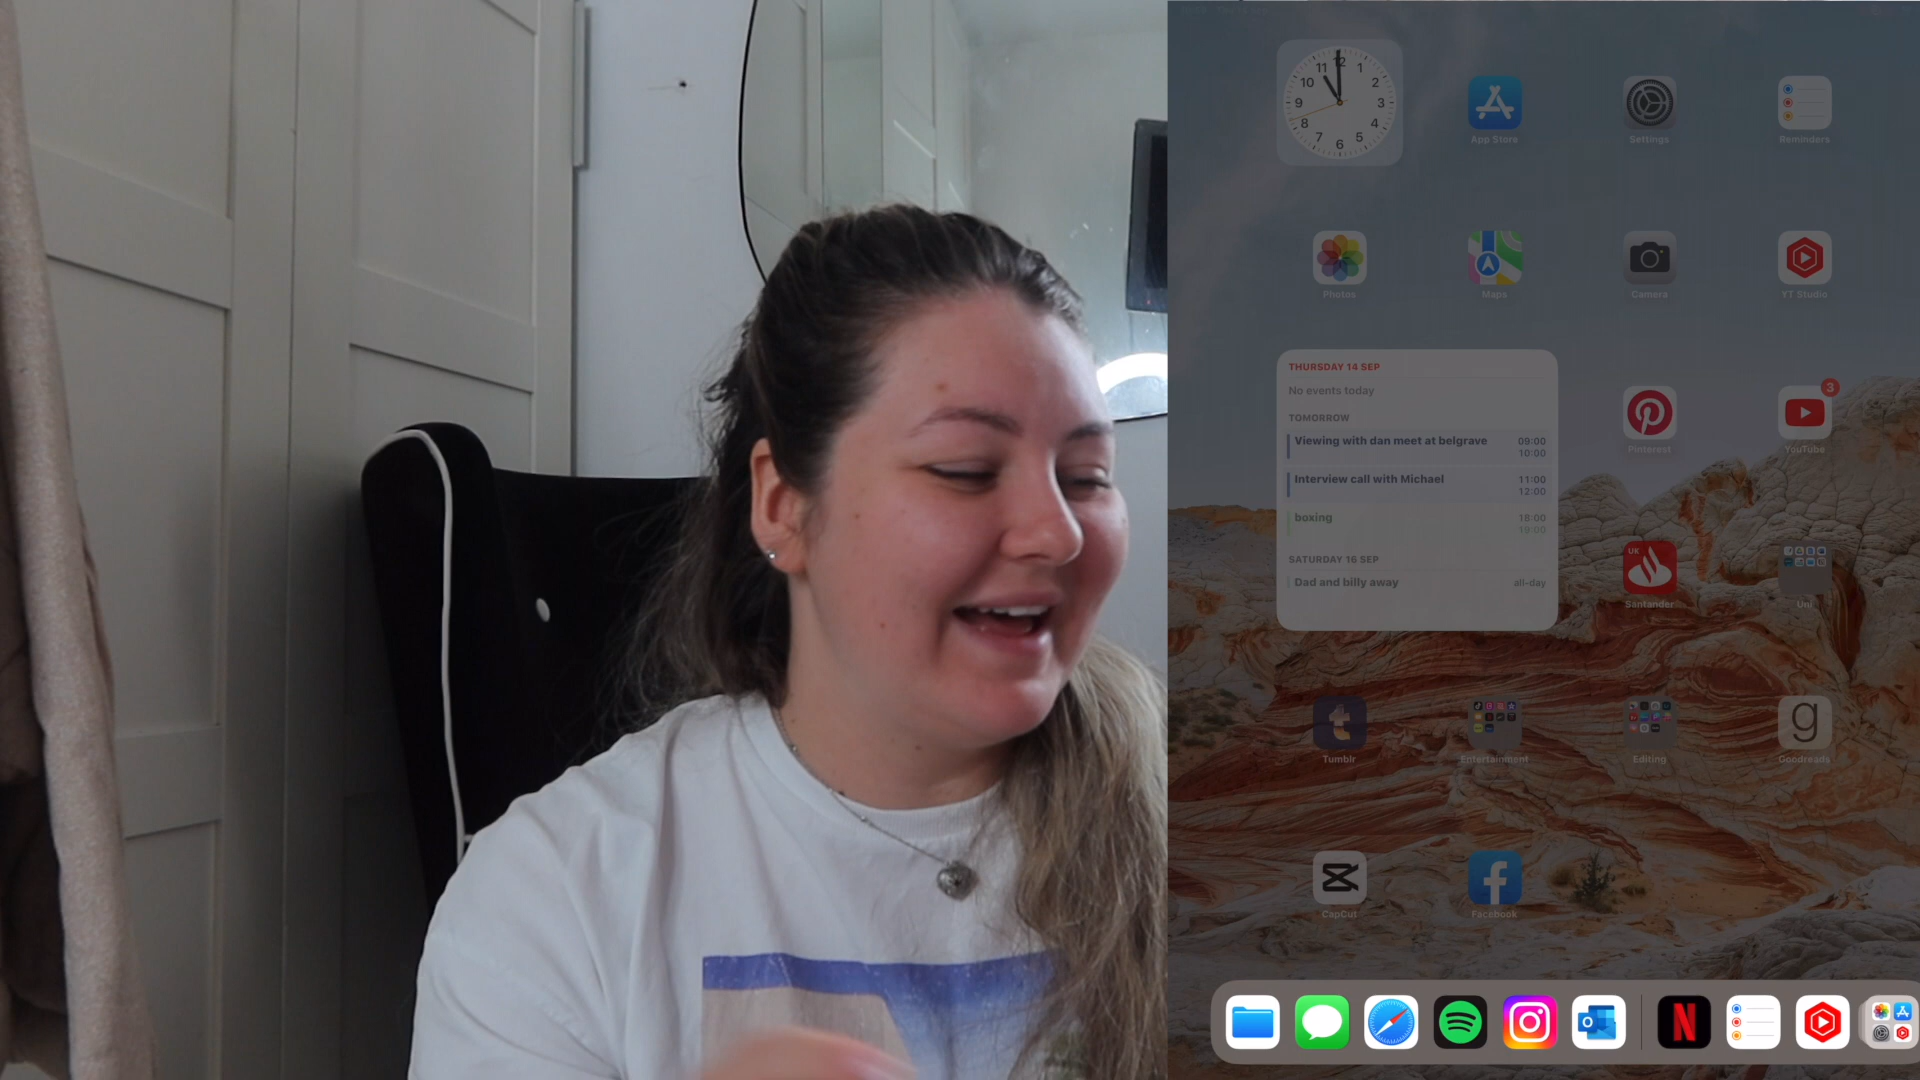 11 12 1
10 2
9 3
8 4
7 6 5
App Store
Settings
Reminders
Photos
Maps
Camera
YT Studio
THURSDAY 14 SEP
No events today
TOMORROW
Viewing with dan meet at belgrave 09:00
10:00
Interview call with Michael 11:00
12:00
boxing 18:00
19:00
SATURDAY 16 SEP
Dad and billy away all-day
Pinterest
3
YouTube
UK
Santander
Uni
t
Tumblr
Entertainment
Editing
g
Goodreads
CapCut
f
Facebook
O
N